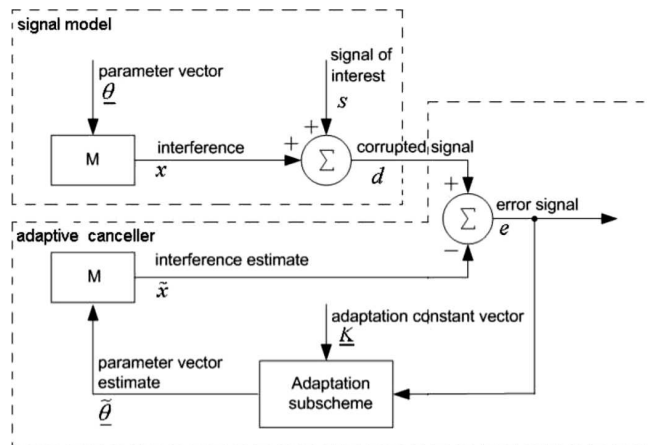 signal model
parameter vector
θ
signal of
interest
s
M
interference
x
+
+
Σ
corrupted signal
d
+
Σ
−
error signal
e
adaptive canceller
M
interference estimate
x̃
adaptation constant vector
K
parameter vector
estimate
θ̃
Adaptation
subscheme